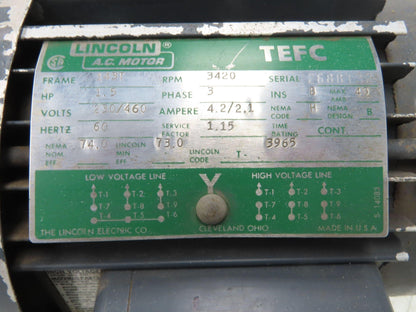 LINCOLN TEFC
A.C. MOTOR
FRAME RPM 3420 SERIAL
HP 1.5 PHASE 3 INS B MAX AMB
VOLTS 230/460 AMPERE 4.2/2.1 NEMA CODE NEMA DESIGN B
HERTZ 60 SERVICE FACTOR 1.15 TIME RATING CONT.
NEMA NOM. EFF. 74.0 LINCOLN EFF. 73.0 LINCOLN CODE T- 3965
LOW VOLTAGE LINE Y HIGH VOLTAGE LINE
T-1 T-2 T-3 T-1 T-2 T-3
T-7 T-8 T-9 T-7 T-8 T-9
T-4 T-5 T-6 T-4 T-5 T-6
THE LINCOLN ELECTRIC CO. CLEVELAND OHIO MADE IN U.S.A.